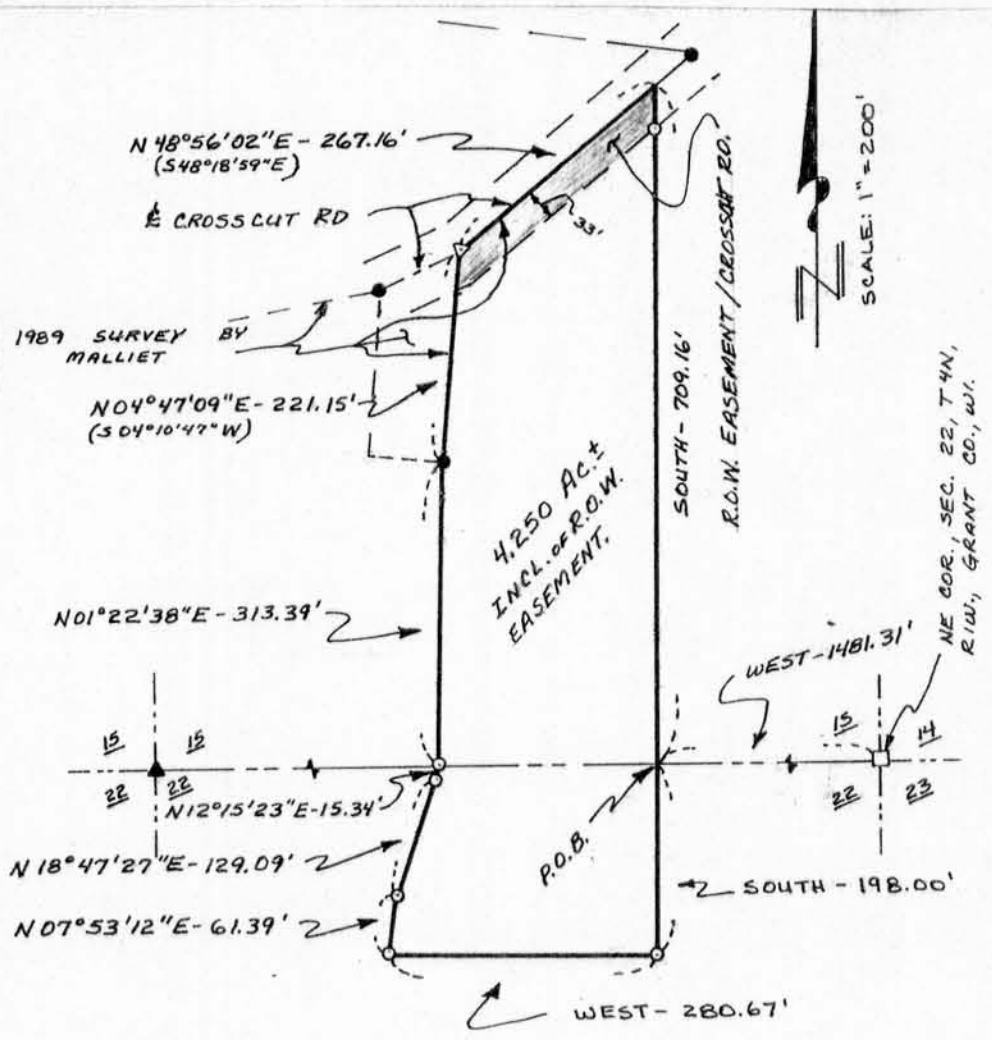 N 48°56'02"E - 267.16'
(S48°18'59"E)
℄ CROSSCUT RD
33'
1989 SURVEY BY
MALLIET
N04°47'09"E - 221.15'
(S 04°10'47"W)
SCALE: 1" = 200'
R.O.W. EASEMENT / CROSSCUT RD.
SOUTH - 709.16'
4.250 AC.±
INCL. OF R.O.W.
EASEMENT.
N01°22'38"E - 313.39'
NE COR., SEC. 22, T4N,
R1W., GRANT CO., WI.
WEST - 1481.31'
15 15
22 22
15 14
22 23
N12°15'23"E - 15.34'
P.O.B.
N 18°47'27"E - 129.09'
SOUTH - 198.00'
N 07°53'12"E - 61.39'
WEST - 280.67'